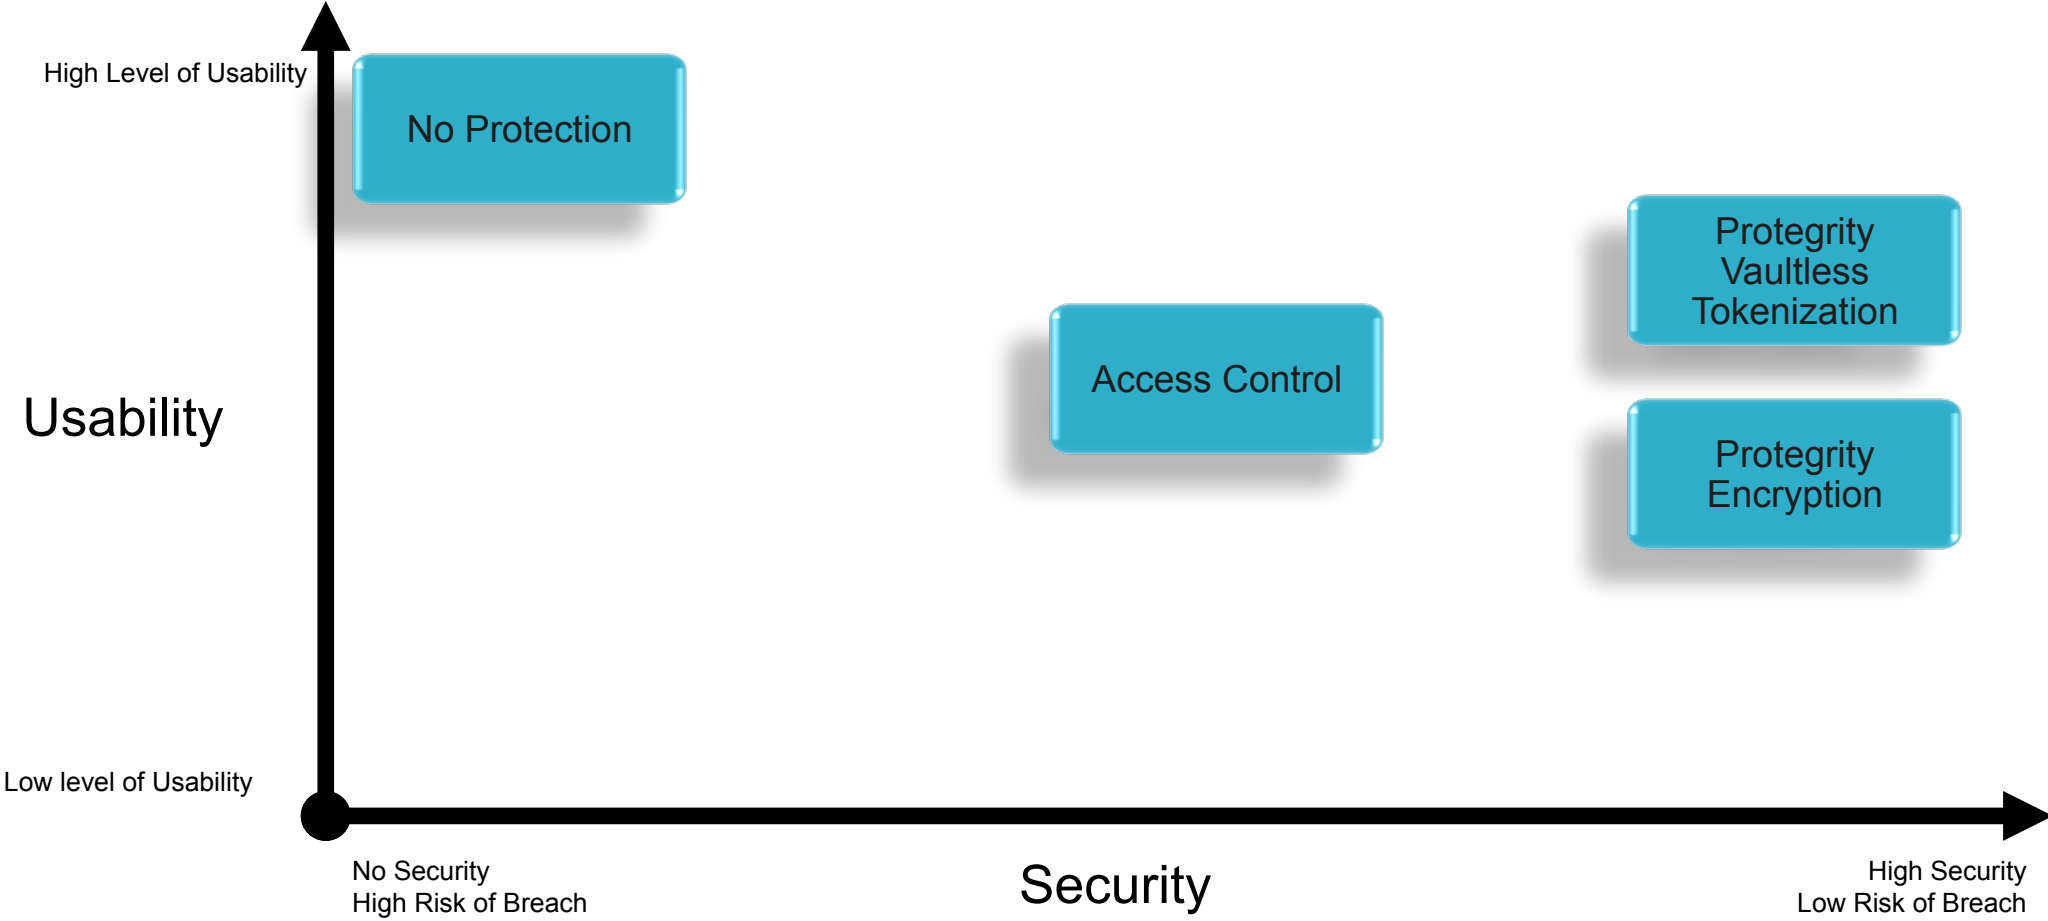 High Level of Usability
No Protection
Protegrity
Vaultless
Tokenization
Access Control
Usability
Protegrity
Encryption
Low level of Usability
No Security
High Risk of Breach
Security
High Security
Low Risk of Breach